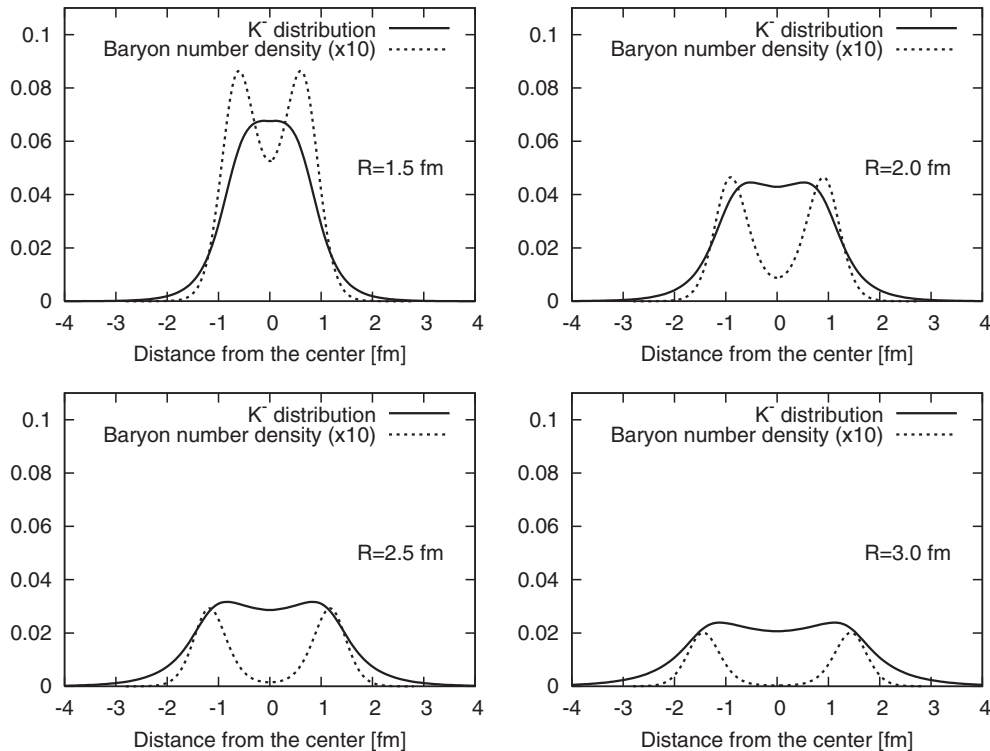 0.1
0.08
0.06
0.04
0.02
0
K- distribution
Baryon number density (x10)
R=1.5 fm
-4 -3 -2 -1 0 1 2 3 4
Distance from the center [fm]
0.1
0.08
0.06
0.04
0.02
0
K- distribution
Baryon number density (x10)
R=2.0 fm
-4 -3 -2 -1 0 1 2 3 4
Distance from the center [fm]
0.1
0.08
0.06
0.04
0.02
0
K- distribution
Baryon number density (x10)
R=2.5 fm
-4 -3 -2 -1 0 1 2 3 4
Distance from the center [fm]
0.1
0.08
0.06
0.04
0.02
0
K- distribution
Baryon number density (x10)
R=3.0 fm
-4 -3 -2 -1 0 1 2 3 4
Distance from the center [fm]